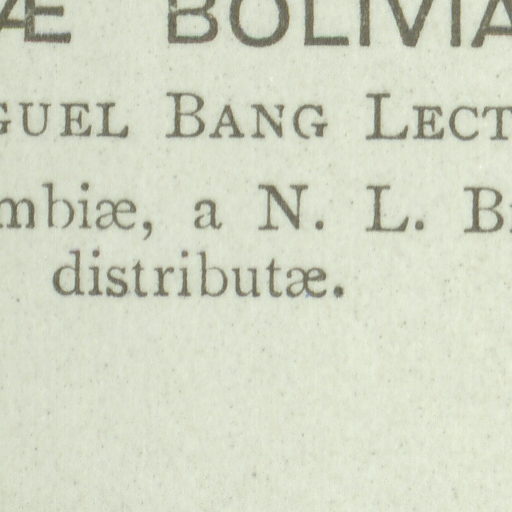 Æ BOLIVIA
GUEL BANG LECT
mbiæ, a N. L. B
distributæ.